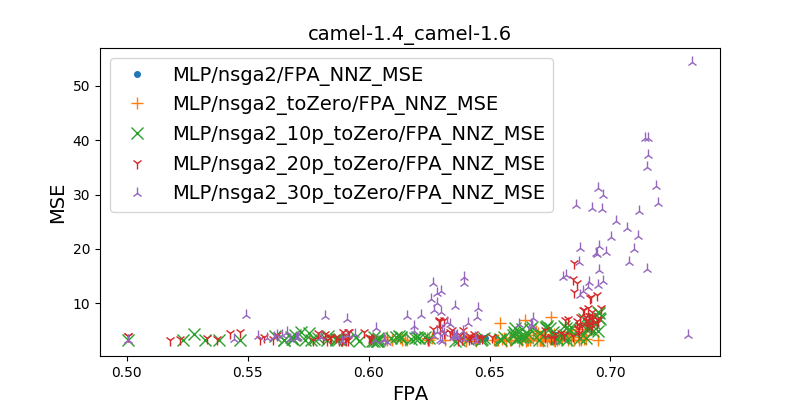 camel-1.4_camel-1.6
MLP/nsga2/FPA_NNZ_MSE
MLP/nsga2_toZero/FPA_NNZ_MSE
MLP/nsga2_10p_toZero/FPA_NNZ_MSE
MLP/nsga2_20p_toZero/FPA_NNZ_MSE
MLP/nsga2_30p_toZero/FPA_NNZ_MSE
MSE
50
40
30
20
10
0.50 0.55 0.60 0.65 0.70
FPA